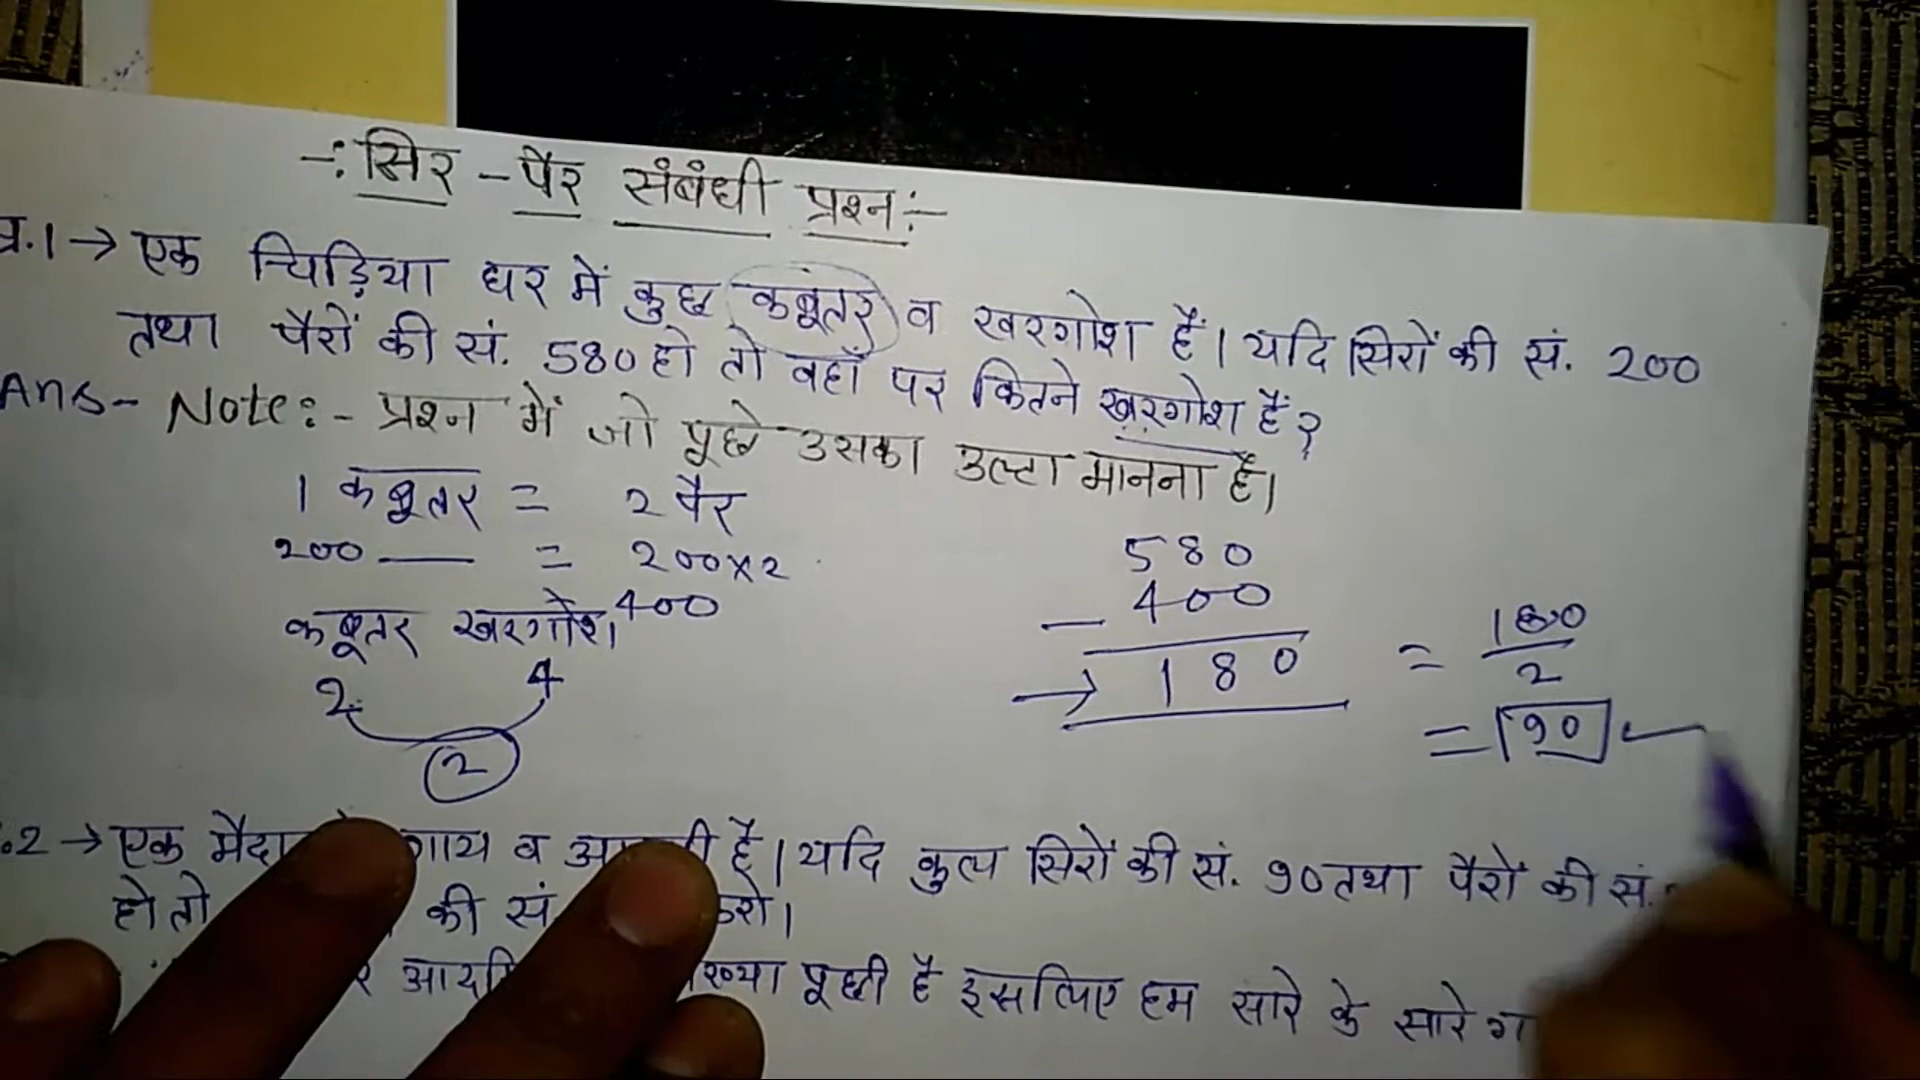 -: सिर - पैर संबंधी प्रश्न :-
प्र.1 → एक चिड़िया घर में कुछ कबूतर व खरगोश हैं। यदि सिरों की सं. 200
तथा पैरों की सं. 580 हो तो वहाँ पर कितने खरगोश हैं?
Ans - Note:- प्रश्न में जो पूछे उसका उल्टा मानना है।
1 कबूतर = 2 पैर
200 — = 200×2
400
कबूतर खरगोश
2 4
2
580
- 400
→ 180
= 180/2
= 90
.2 → एक गाय व है। यदि कुल सिरों की सं. 90 तथा पैरों की सं.
हो तो की सं करो।
पूछी है इसलिए हम सारे के सारे